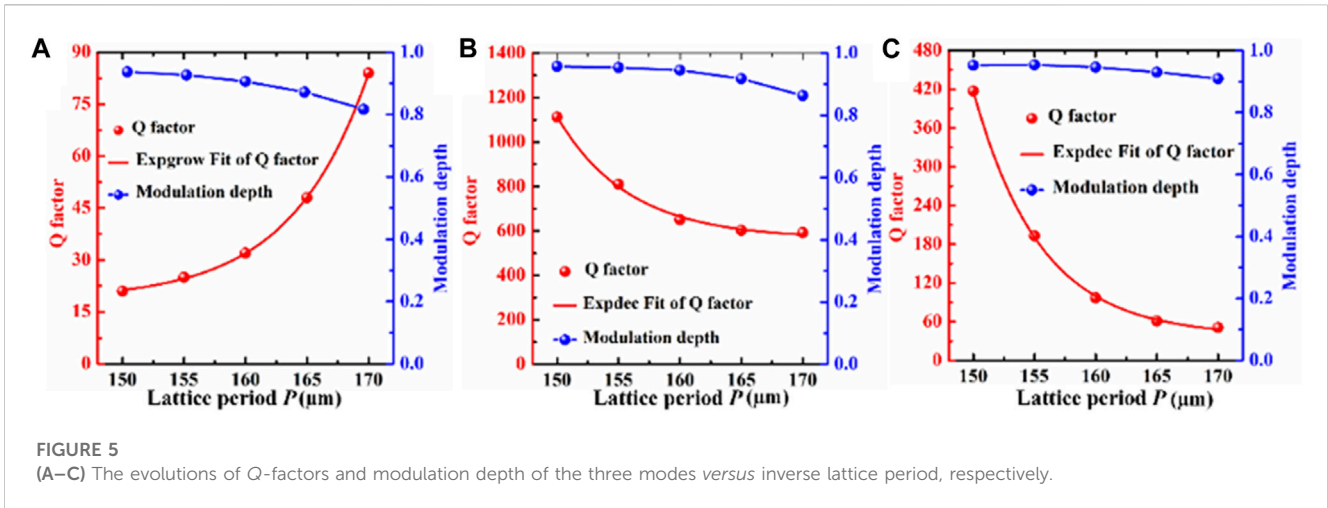 A
90
75
60
45
30
15
0
Q factor
Q factor
Expgrow Fit of Q factor
Modulation depth
1.0
0.8
0.6
0.4
0.2
0.0
Modulation depth
150 155 160 165 170
Lattice period P (μm)
B
1400
1200
1000
800
600
400
200
0
Q factor
Q factor
Expdec Fit of Q factor
Modulation depth
1.0
0.8
0.6
0.4
0.2
0.0
Modulation depth
150 155 160 165 170
Lattice period P (μm)
C
480
420
360
300
240
180
120
60
0
Q factor
Q factor
Expdec Fit of Q factor
Modulation depth
1.0
0.8
0.6
0.4
0.2
0.0
Modulation depth
150 155 160 165 170
Lattice period P (μm)
FIGURE 5
(A–C) The evolutions of Q-factors and modulation depth of the three modes versus inverse lattice period, respectively.